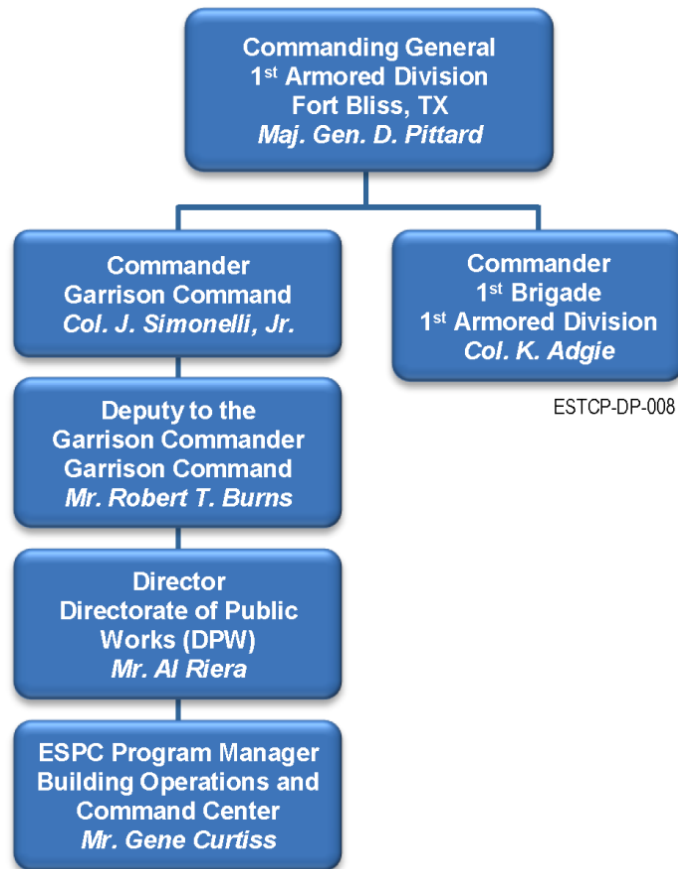 Commanding General
1st Armored Division
Fort Bliss, TX
Maj. Gen. D. Pittard
Commander
Garrison Command
Col. J. Simonelli, Jr.
Commander
1st Brigade
1st Armored Division
Col. K. Adgie
ESTCP-DP-008
Deputy to the
Garrison Commander
Garrison Command
Mr. Robert T. Burns
Director
Directorate of Public
Works (DPW)
Mr. Al Riera
ESPC Program Manager
Building Operations and
Command Center
Mr. Gene Curtiss